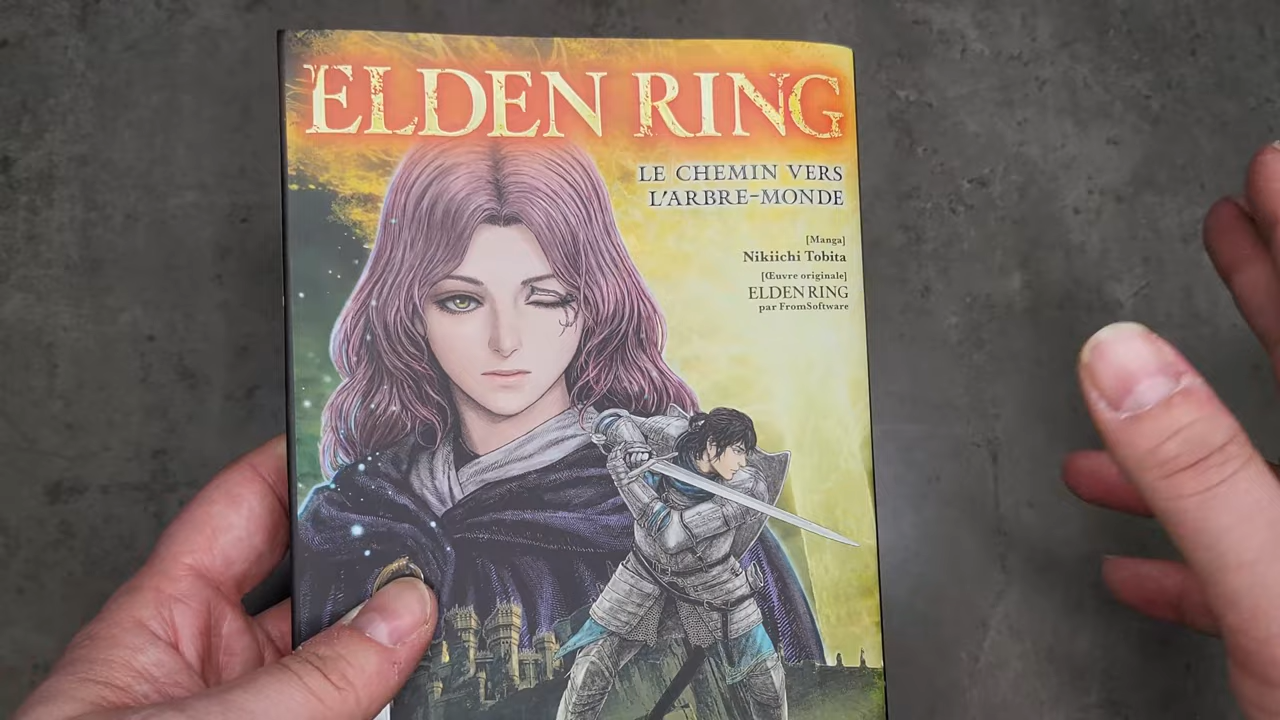 ELDEN RING
LE CHEMIN VERS
L'ARBRE-MONDE
[Manga]
Nikiichi Tobita
[Œuvre originale]
ELDEN RING
par FromSoftware